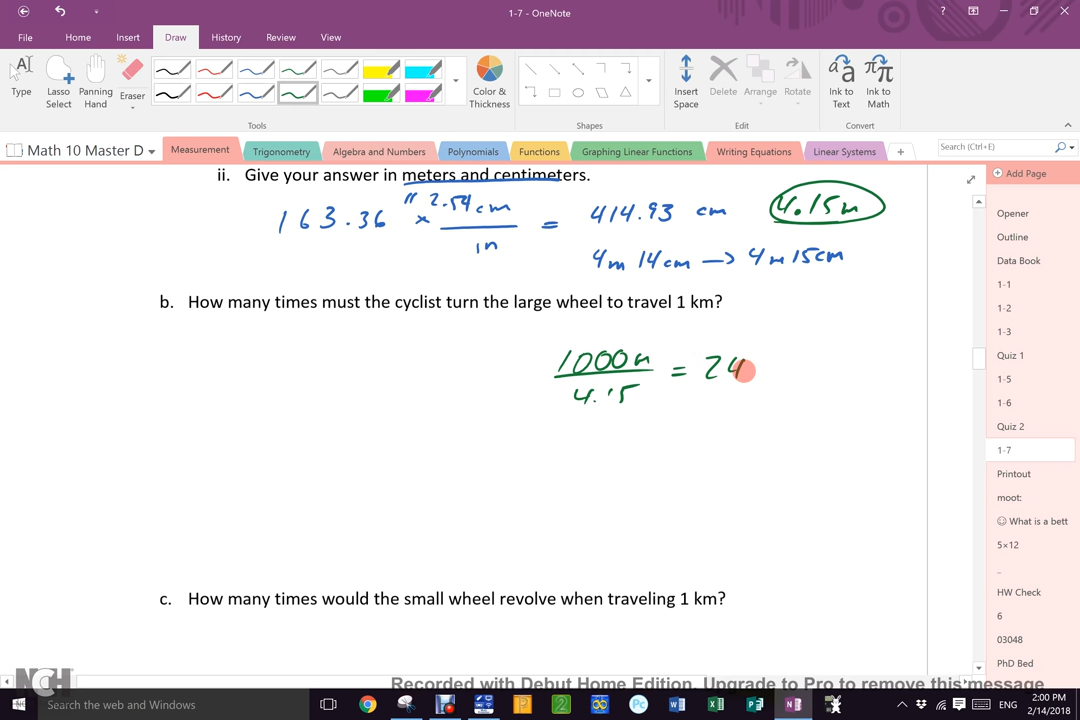 1-7 - OneNote
File Home Insert Draw History Review View
Type
Lasso Select
Panning Hand
Eraser
Color & Thickness
Insert Space
Delete
Arrange
Rotate
Ink to Text
Ink to Math
Tools
Shapes
Edit
Convert
Math 10 Master D
Measurement Trigonometry Algebra and Numbers Polynomials Functions Graphing Linear Functions Writing Equations Linear Systems
Search (Ctrl+E)
Add Page
Opener
Outline
Data Book
1-1
1-2
1-3
Quiz 1
1-5
1-6
Quiz 2
1-7
Printout
moot:
☺ What is a bett
5×12
..
HW Check
6
03048
PhD Bed
ii. Give your answer in meters and centimeters.
163.36 " × 2.54 cm / in = 414.93 cm
4.15m
4m 14cm -> 4m 15cm
b. How many times must the cyclist turn the large wheel to travel 1 km?
1000m / 4.15 = 24
c. How many times would the small wheel revolve when traveling 1 km?
NCH
Recorded with Debut Home Edition. Upgrade to Pro to remove this message
Search the web and Windows
ENG
2:00 PM
2/14/2018